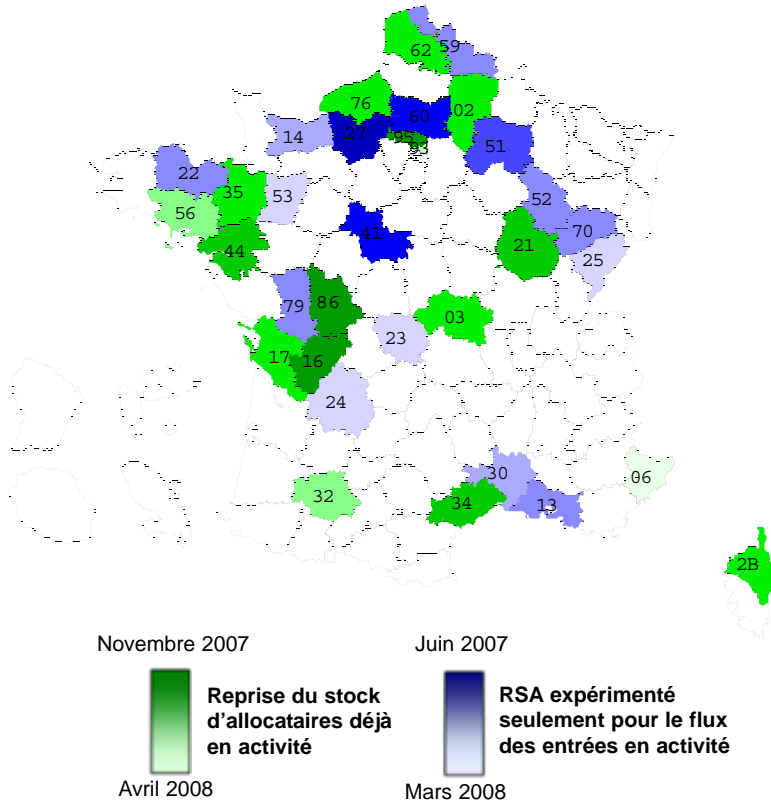 62
59
76
60
02
14
27
95
93
51
22
35
53
52
56
41
70
44
21
25
79
86
03
23
17
16
24
30
06
32
34
13
2B
Novembre 2007
Juin 2007
Reprise du stock
d'allocataires déjà
en activité
RSA expérimenté
seulement pour le flux
des entrées en activité
Avril 2008
Mars 2008